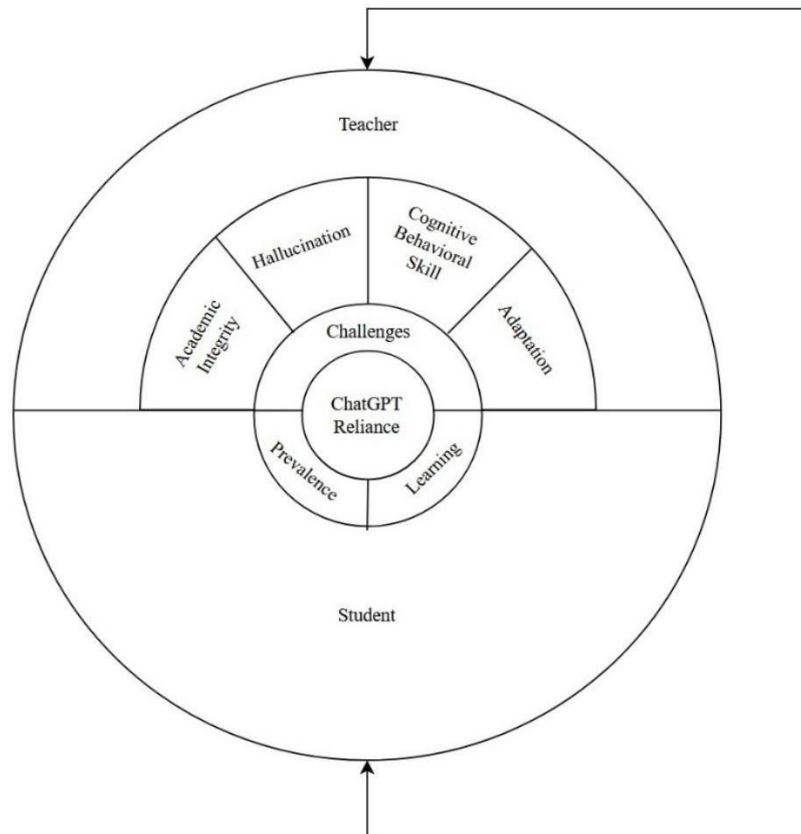 Teacher
Hallucination
Cognitive
Behavioral
Skill
Academic
Integrity
Challenges
Adaptation
ChatGPT
Reliance
Prevalence
Learning
Student